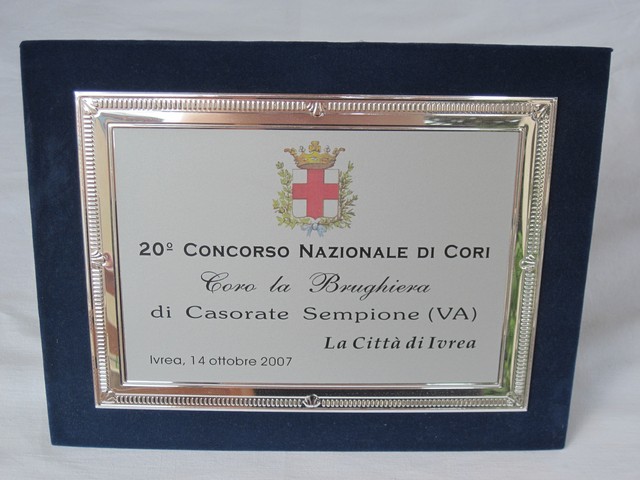 20º CONCORSO NAZIONALE DI CORI
Coro la Brughiera
di Casorate Sempione (VA)
La Città di Ivrea
Ivrea, 14 ottobre 2007